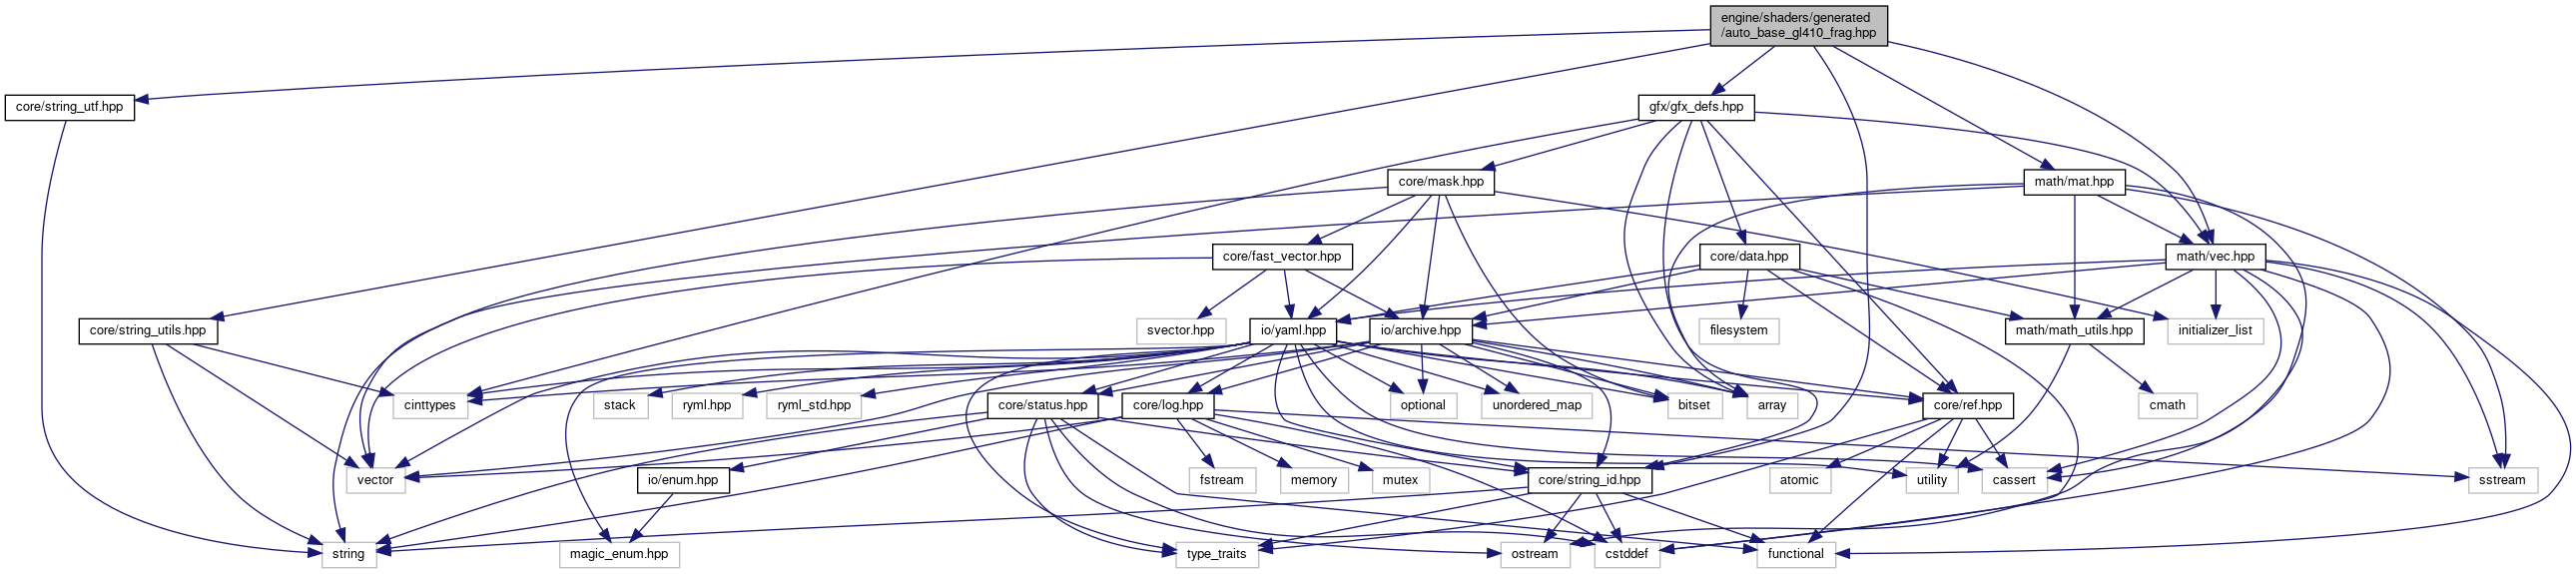 engine/shaders/generated
/auto_base_gl410_frag.hpp
core/string_utf.hpp
gfx/gfx_defs.hpp
core/mask.hpp
math/mat.hpp
core/fast_vector.hpp
core/data.hpp
math/vec.hpp
core/string_utils.hpp
svector.hpp
io/yaml.hpp
io/archive.hpp
filesystem
math/math_utils.hpp
initializer_list
cinttypes
stack
ryml.hpp
ryml_std.hpp
core/status.hpp
core/log.hpp
optional
unordered_map
bitset
array
core/ref.hpp
cmath
vector
io/enum.hpp
fstream
memory
mutex
core/string_id.hpp
atomic
utility
cassert
sstream
string
magic_enum.hpp
type_traits
ostream
cstddef
functional